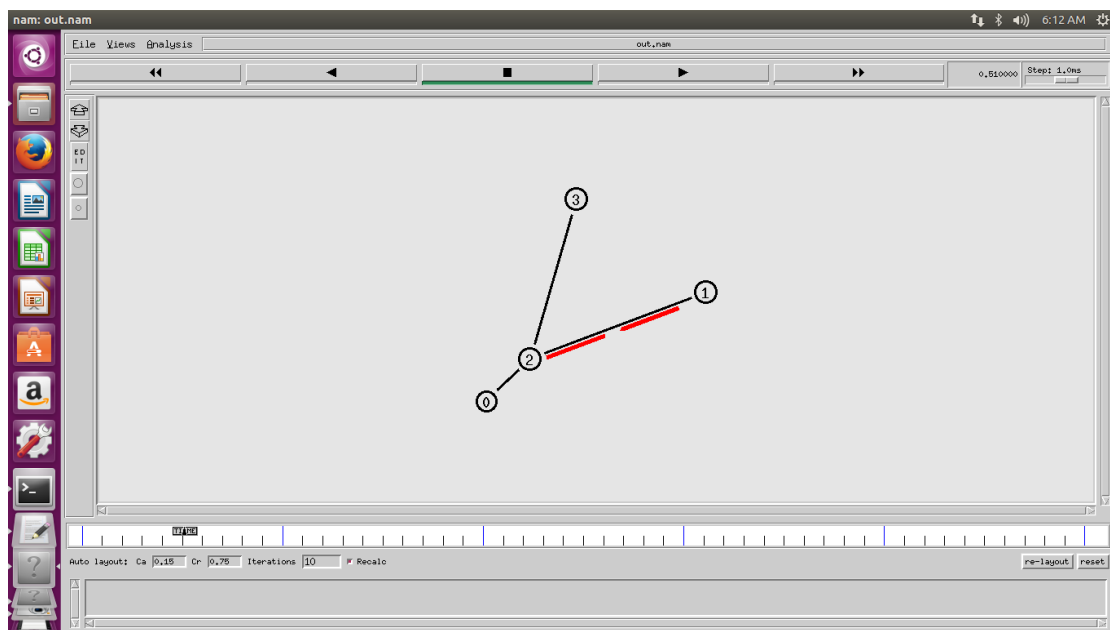 nam: out.nam 6:12 AM
File Views Analysis out.nam
0.510000 Step: 1.0ms
ED
IT
3
1
2
0
TIME
Auto layout: Ca 0.15 Cr 0.75 Iterations 10 Recalc re-layout reset